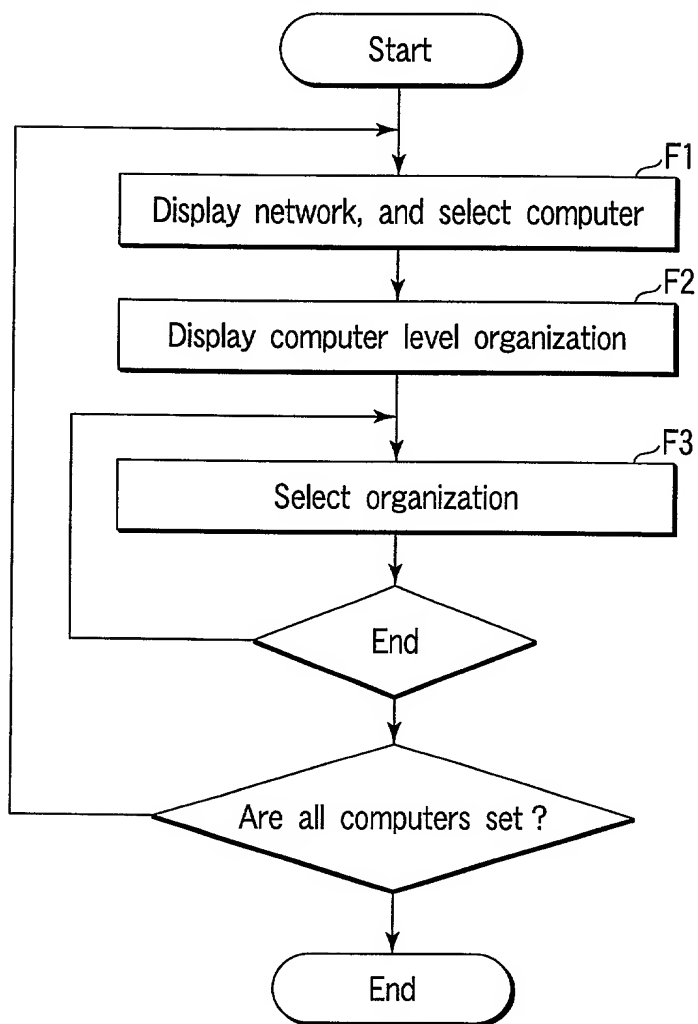 Start
F1
Display network, and select computer
F2
Display computer level organization
F3
Select organization
End
Are all computers set ?
End